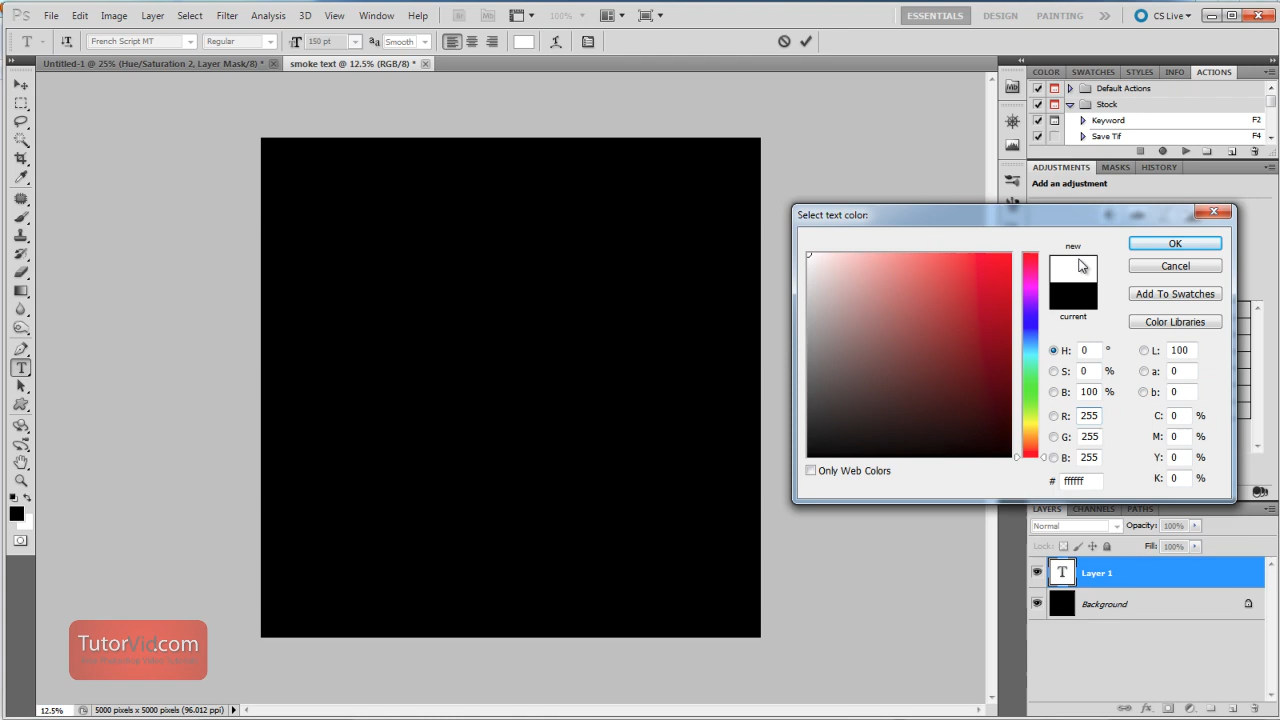 Ps File Edit Image Layer Select Filter Analysis 3D View Window Help Br Mb 100% ESSENTIALS DESIGN PAINTING CS Live
T French Script MT Regular 150 pt Smooth
Untitled-1 @ 25% (Hue/Saturation 2, Layer Mask/8) * smoke text @ 12.5% (RGB/8) *
COLOR SWATCHES STYLES INFO ACTIONS
Default Actions
Stock
Keyword F2
Save Tif F4
ADJUSTMENTS MASKS HISTORY
Add an adjustment
Select text color:
new
OK
Cancel
Add To Swatches
current
Color Libraries
H: 0 ° L: 100
S: 0 % a: 0
B: 100 % b: 0
R: 255 C: 0 %
G: 255 M: 0 %
B: 255 Y: 0 %
Only Web Colors
# ffffff K: 0 %
LAYERS CHANNELS PATHS
Normal Opacity: 100%
Lock: Fill: 100%
T Layer 1
Background
TutorVid.com
12.5% 5000 pixels x 5000 pixels (96.012 ppi)